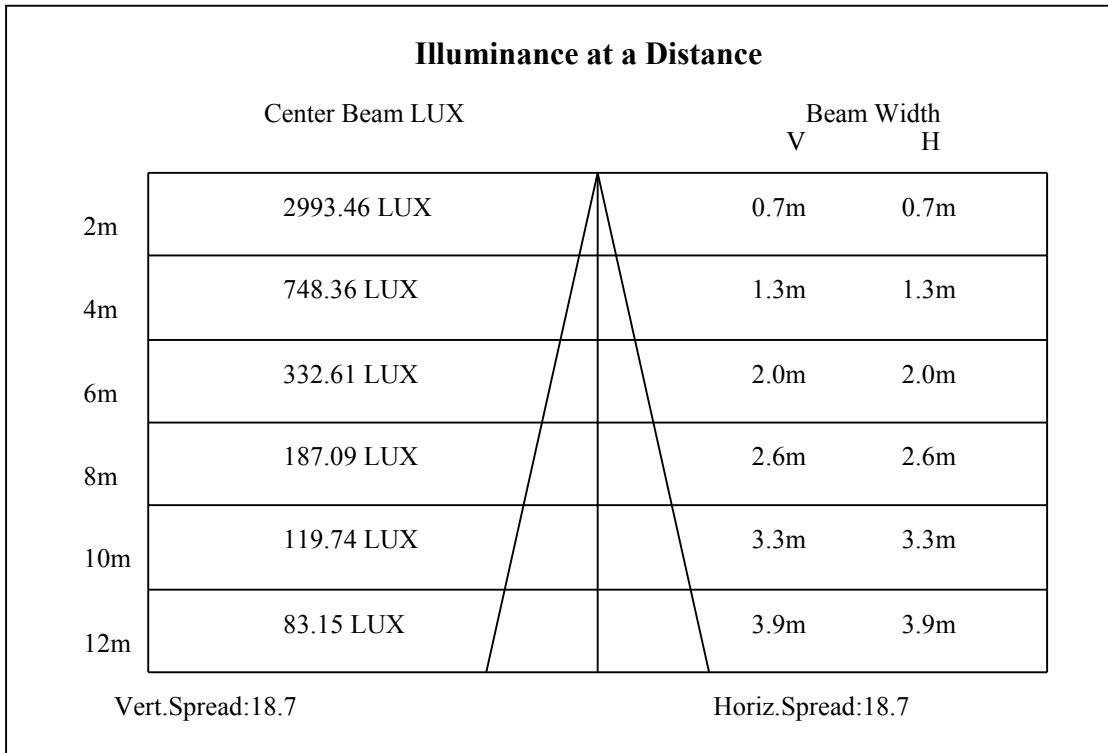 Illuminance at a Distance
Center Beam LUX Beam Width
V H
2m 2993.46 LUX 0.7m 0.7m
4m 748.36 LUX 1.3m 1.3m
6m 332.61 LUX 2.0m 2.0m
8m 187.09 LUX 2.6m 2.6m
10m 119.74 LUX 3.3m 3.3m
12m 83.15 LUX 3.9m 3.9m
Vert.Spread:18.7 Horiz.Spread:18.7